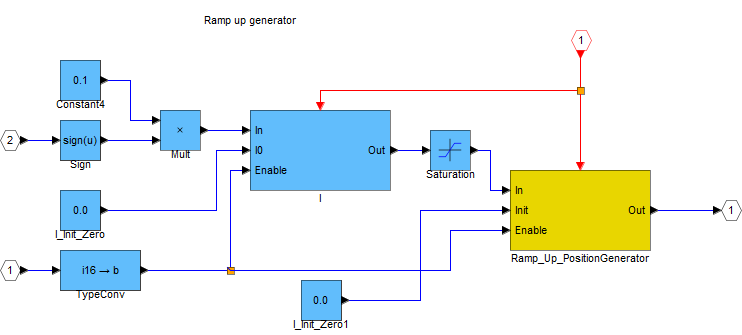 Ramp up generator
1
0.1
Constant4
2
sign(u)
Sign
×
Mult
In
I0
Enable
Out
I
Saturation
In
Init
Enable
Out
Ramp_Up_PositionGenerator
1
0.0
I_Init_Zero
1
i16 → b
TypeConv
0.0
I_Init_Zero1